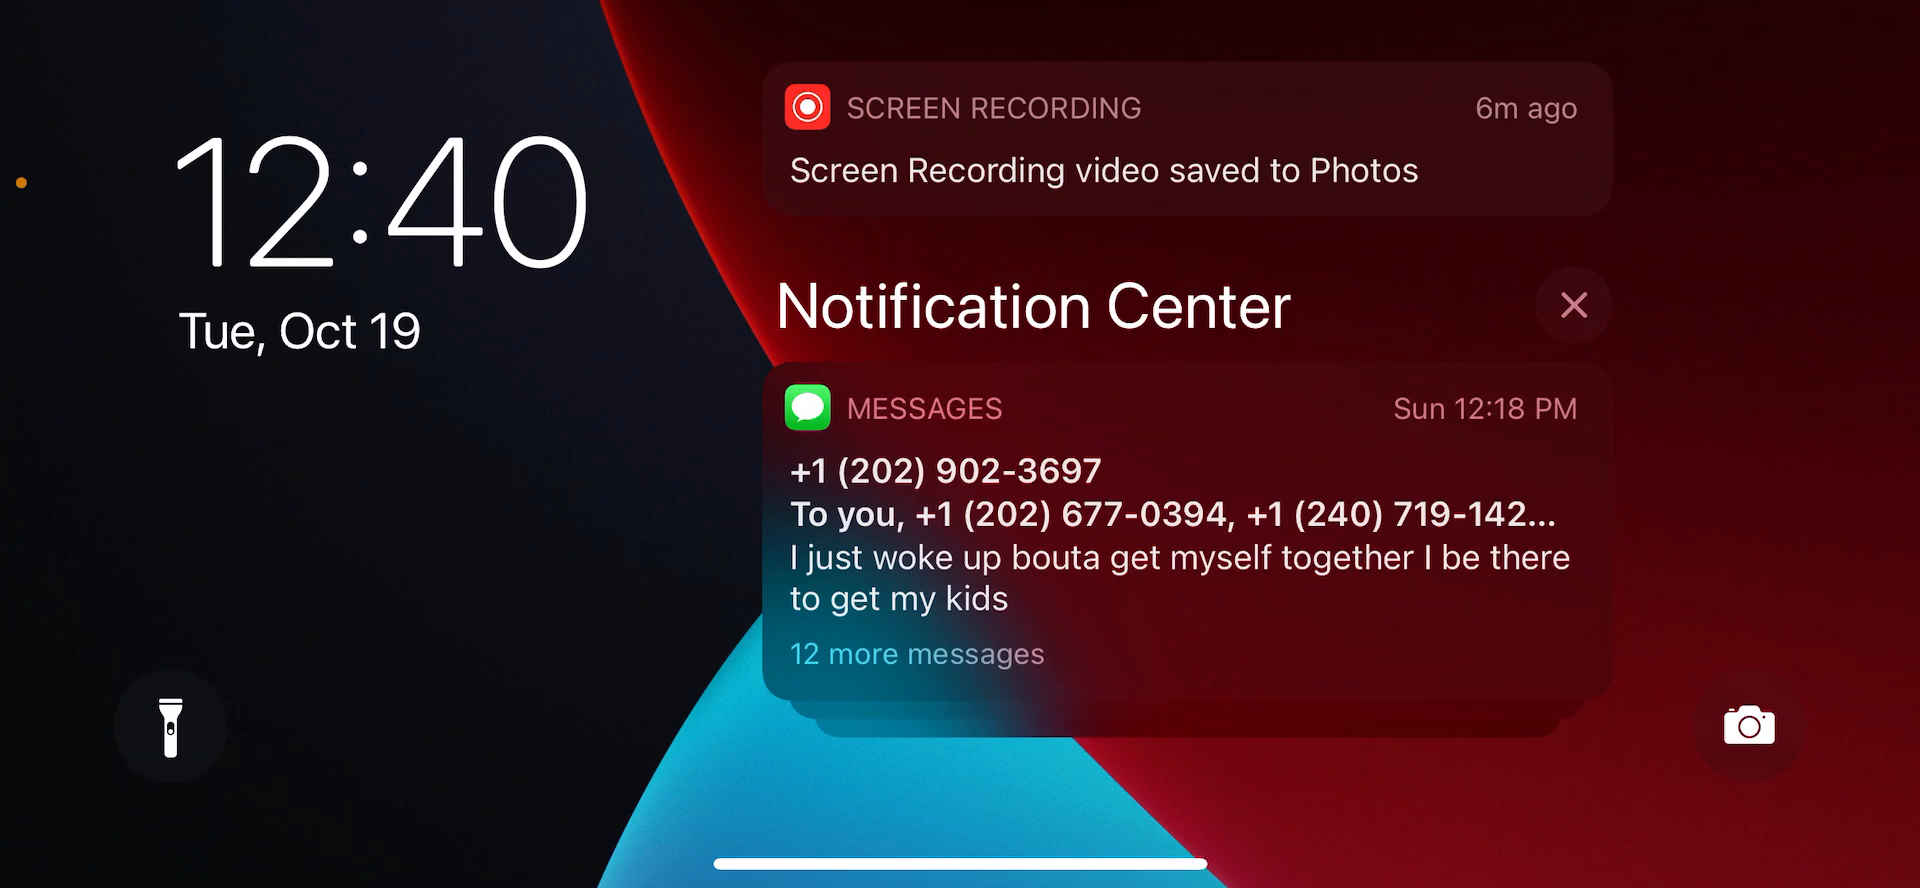 12:40
Tue, Oct 19
SCREEN RECORDING
6m ago
Screen Recording video saved to Photos
Notification Center
MESSAGES
Sun 12:18 PM
+1 (202) 902-3697
To you, +1 (202) 677-0394, +1 (240) 719-142...
I just woke up bouta get myself together I be there
to get my kids
12 more messages